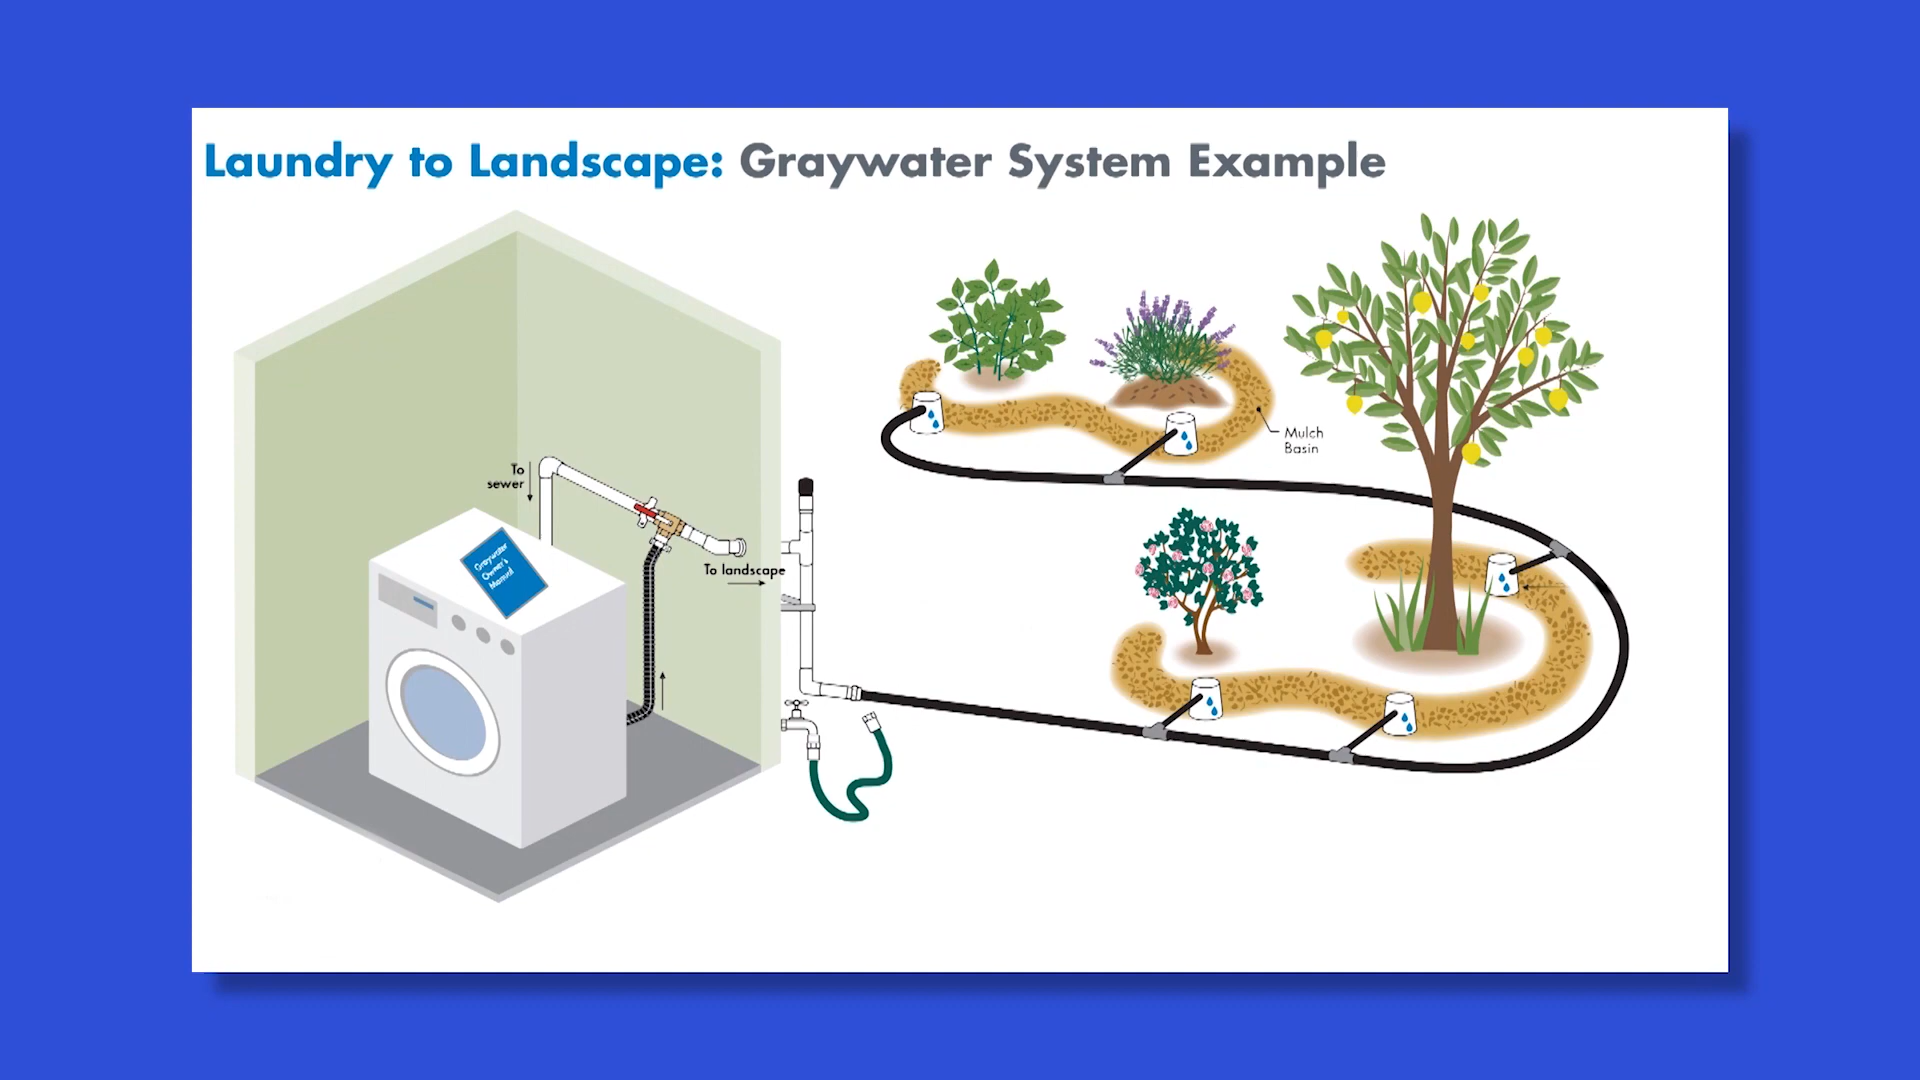 Laundry to Landscape: Graywater System Example
To
sewer
Graywater
Owner's
Manual
To landscape
Mulch
Basin